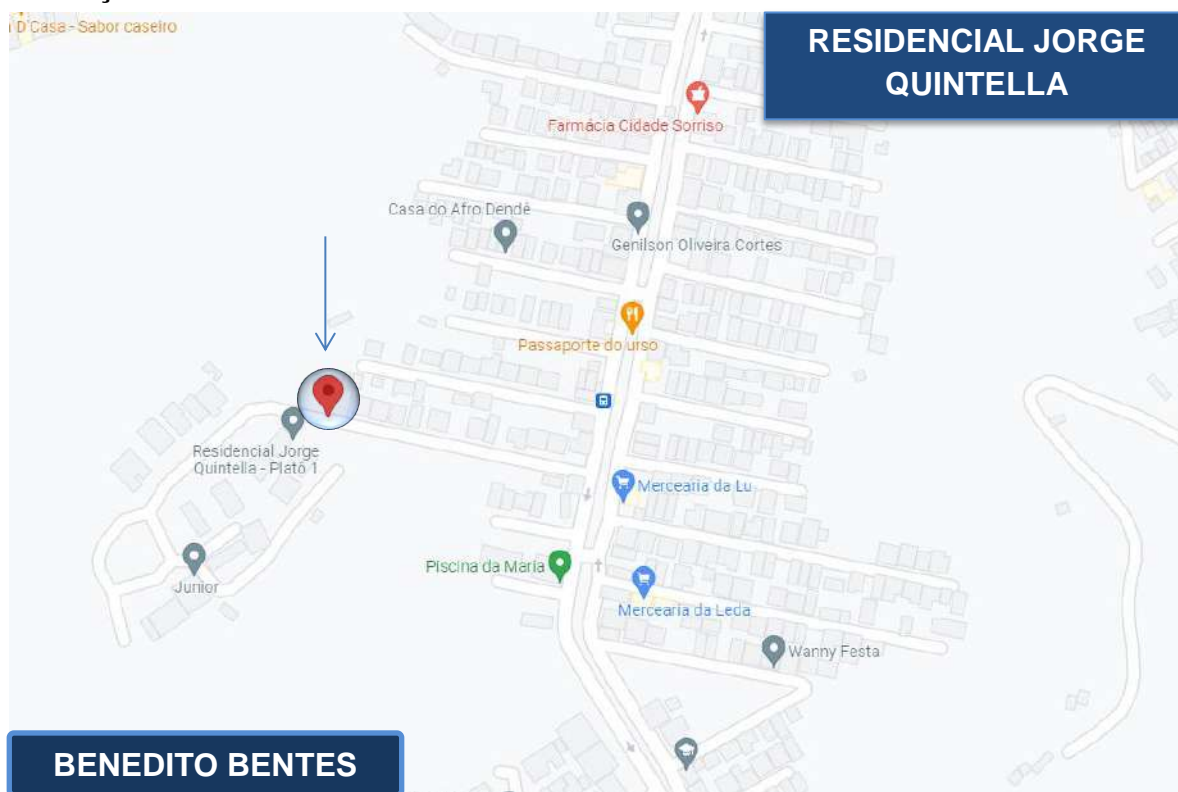 D'Casa - Sabor caseiro
RESIDENCIAL JORGE
QUINTELLA
Farmácia Cidade Sorriso
Casa do Afro Dendê
Genilson Oliveira Cortes
Passaporte do urso
Residencial Jorge
Quintella - Platô 1
Mercearia da Lu
Piscina da Maria
Junior
Mercearia da Leda
Wanny Festa
BENEDITO BENTES